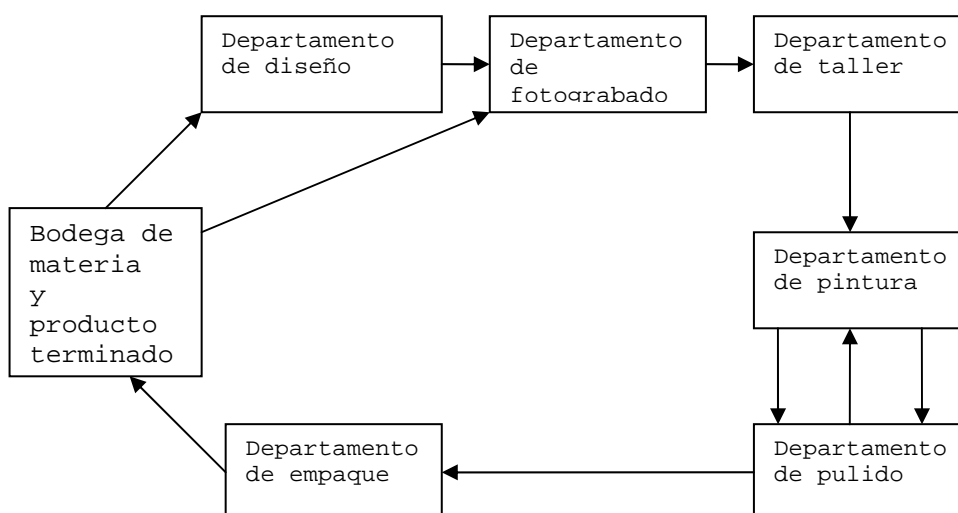 Departamento
de diseño
Departamento
de
fotograbado
Departamento
de taller
Bodega de
materia
y
producto
terminado
Departamento
de pintura
Departamento
de empaque
Departamento
de pulido